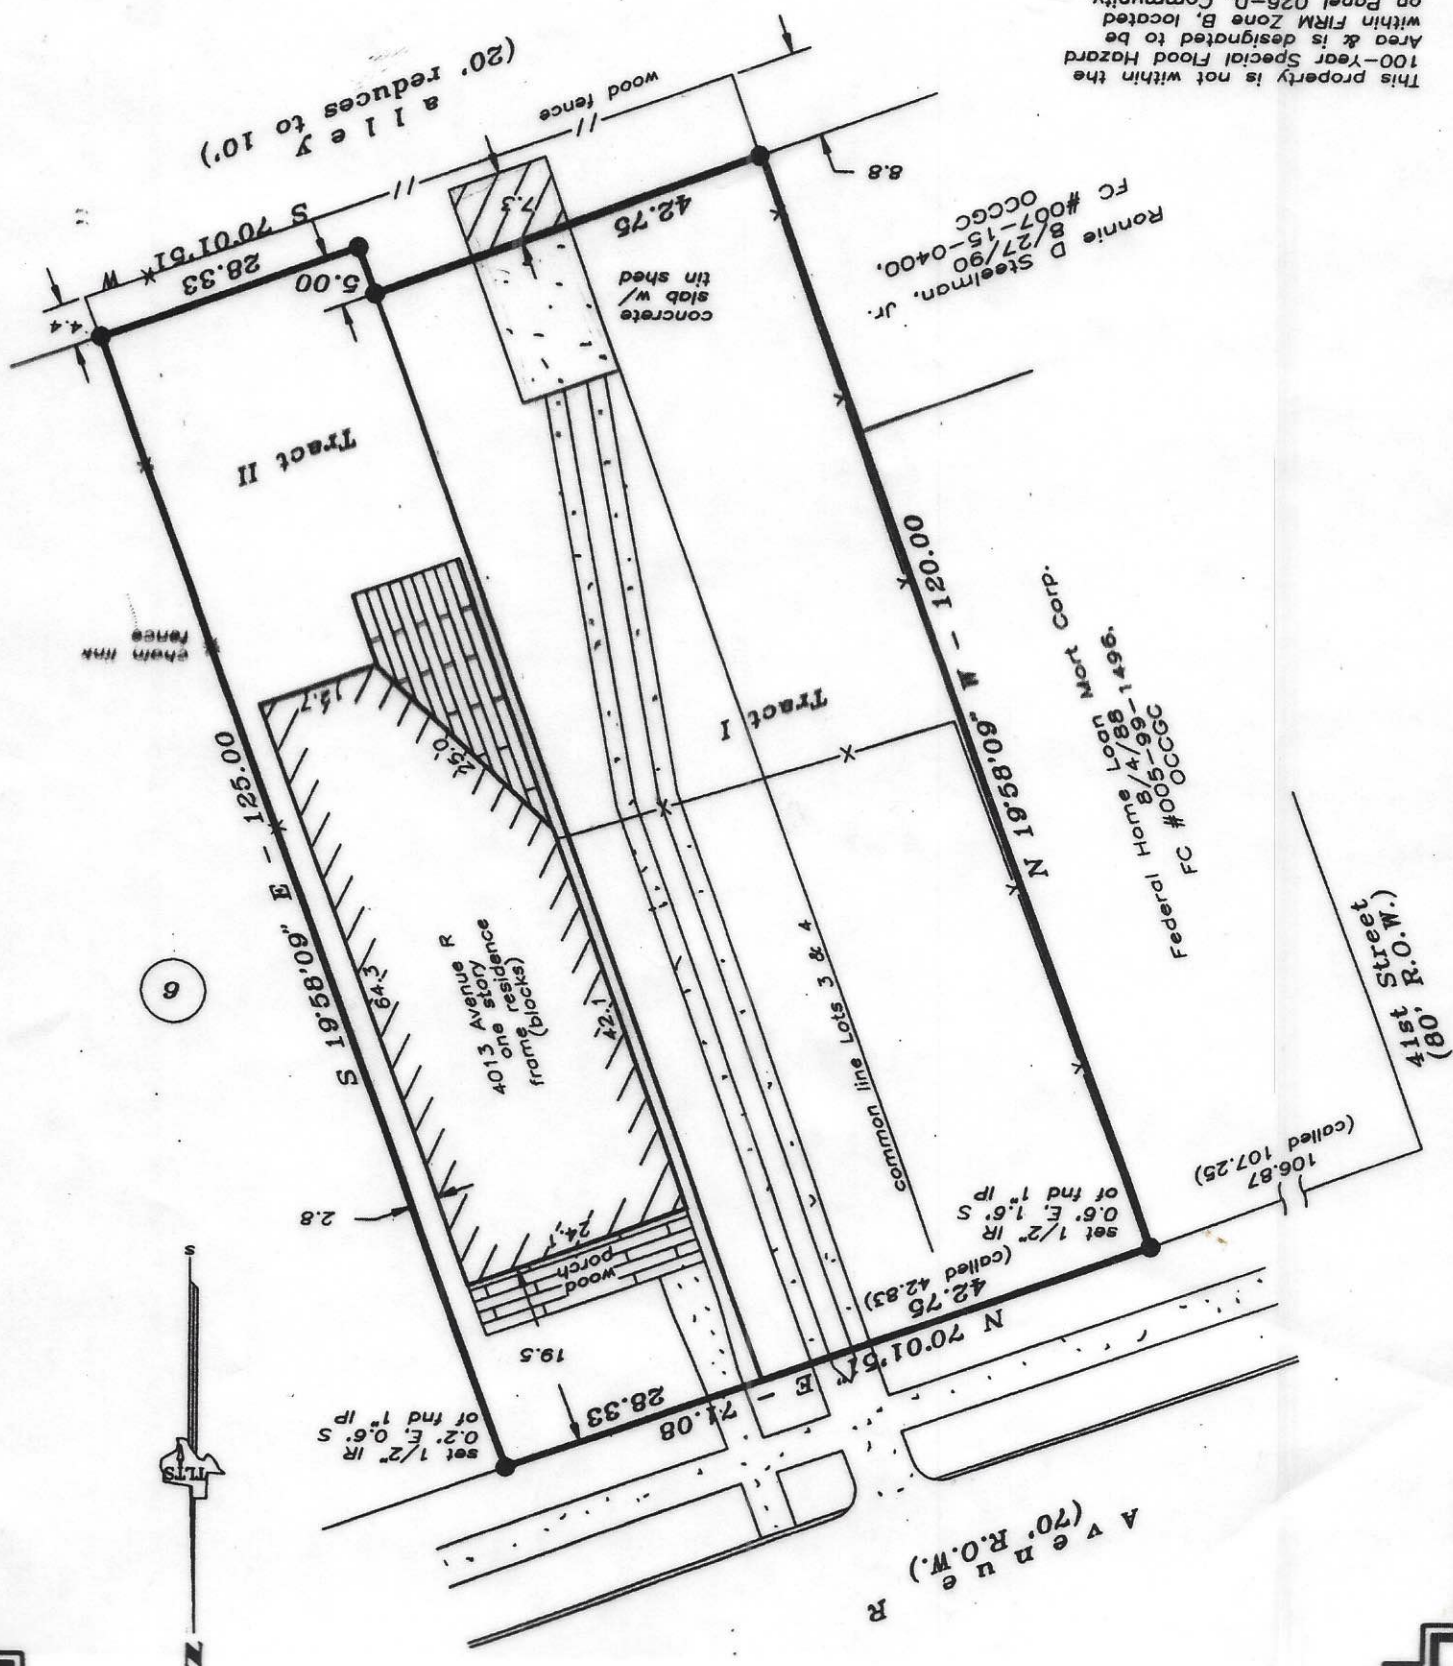 N
TLTS
S
A v e n u e R
(70' R.O.W.)
set 1/2" IR
0.2' E, 0.6' S
of fnd 1" IP
28.33
71.08
N 70°01'51" E -
42.75
(called 42.83)
set 1/2" IR
0.6' E, 1.6' S
of fnd 1" IP
106.87
(called 107.25)
41st Street
(80' R.O.W.)
19.5
wood
porch
24.1
2.8
4013 Avenue R
one story
one residence
frame (blocks)
64.3
42.1
25.0
12.7
6
S 19°58'09" E - 125.00
chain link
fence
common line Lots 3 & 4
Tract I
Tract II
N 19°58'09" W - 120.00
Federal Home Loan Mort Corp.
8/4/88
FC #005-99-1496,
OCCGC
Ronnie D Steelman, Jr.
8/27/90
FC #007-15-0400,
OCCGC
concrete
slab w/
tin shed
7.3
42.75
5.00
28.33
S 70°01'51 W
4.4
8.8
wood fence
a l l e y
(20' reduces to 10')
This property is not within the
100-Year Special Flood Hazard
Area & is designated to be
within FIRM Zone B, located
on Panel 026-D, Community